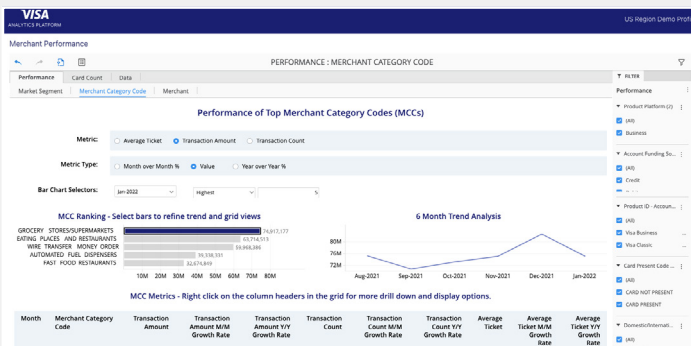 VISA
ANALYTICS PLATFORM
US Region Demo Profi
Merchant Performance
PERFORMANCE : MERCHANT CATEGORY CODE
Performance Card Count Data
Market Segment Merchant Category Code Merchant
Performance of Top Merchant Category Codes (MCCs)
Metric: Average Ticket Transaction Amount Transaction Count
Metric Type: Month over Month % Value Year over Year %
Bar Chart Selectors: Jan-2022 Highest 5
MCC Ranking - Select bars to refine trend and grid views
GROCERY STORES/SUPERMARKETS 74,917,177
EATING PLACES AND RESTAURANTS 63,714,513
WIRE TRANSFER MONEY ORDER
AUTOMATED FUEL DISPENSERS 39,338,331
FAST FOOD RESTAURANTS 32,674,849
10M 20M 30M 40M 50M 60M 70M 80M
6 Month Trend Analysis
80M
76M
72M
Aug-2021 Sep-2021 Oct-2021 Nov-2021 Dec-2021 Jan-2022
MCC Metrics - Right click on the column headers in the grid for more drill down and display options.
Month Merchant Category Code Transaction Amount Transaction Amount M/M Growth Rate Transaction Amount Y/Y Growth Rate Transaction Count Transaction Count M/M Growth Rate Transaction Count Y/Y Growth Rate Average Ticket Average Ticket M/M Growth Rate Average Ticket Y/Y Growth Rate
FILTER
Performance
Product Platform (2)
(All)
Business
Account Funding So...
(All)
Credit
Product ID - Accoun...
(All)
Visa Business ...
Visa Classic ...
Card Present Code ...
(All)
CARD NOT PRESENT
CARD PRESENT
Domestic/Internati...
(All)